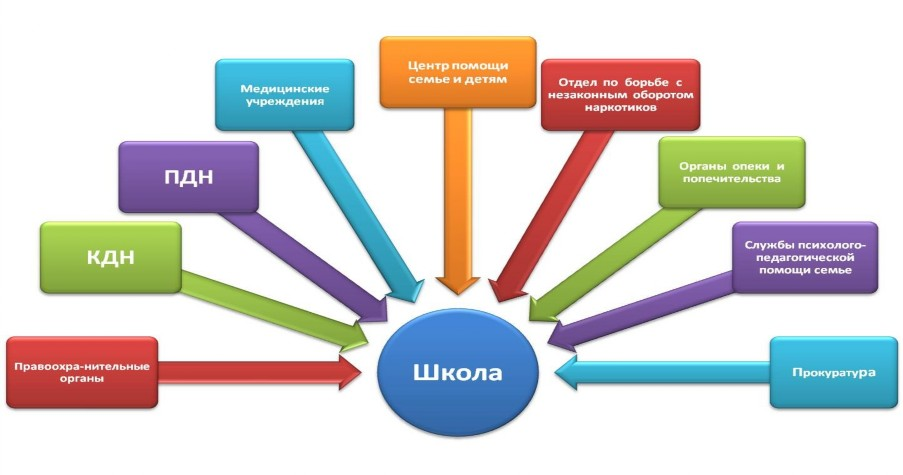 Центр помощи
семье и детям
Медицинские
учреждения
Отдел по борьбе с
незаконным оборотом
наркотиков
ПДН
Органы опеки и
попечительства
КДН
Службы психолого-
педагогической
помощи семье
Правоохра-нительные
органы
Школа
Прокуратура